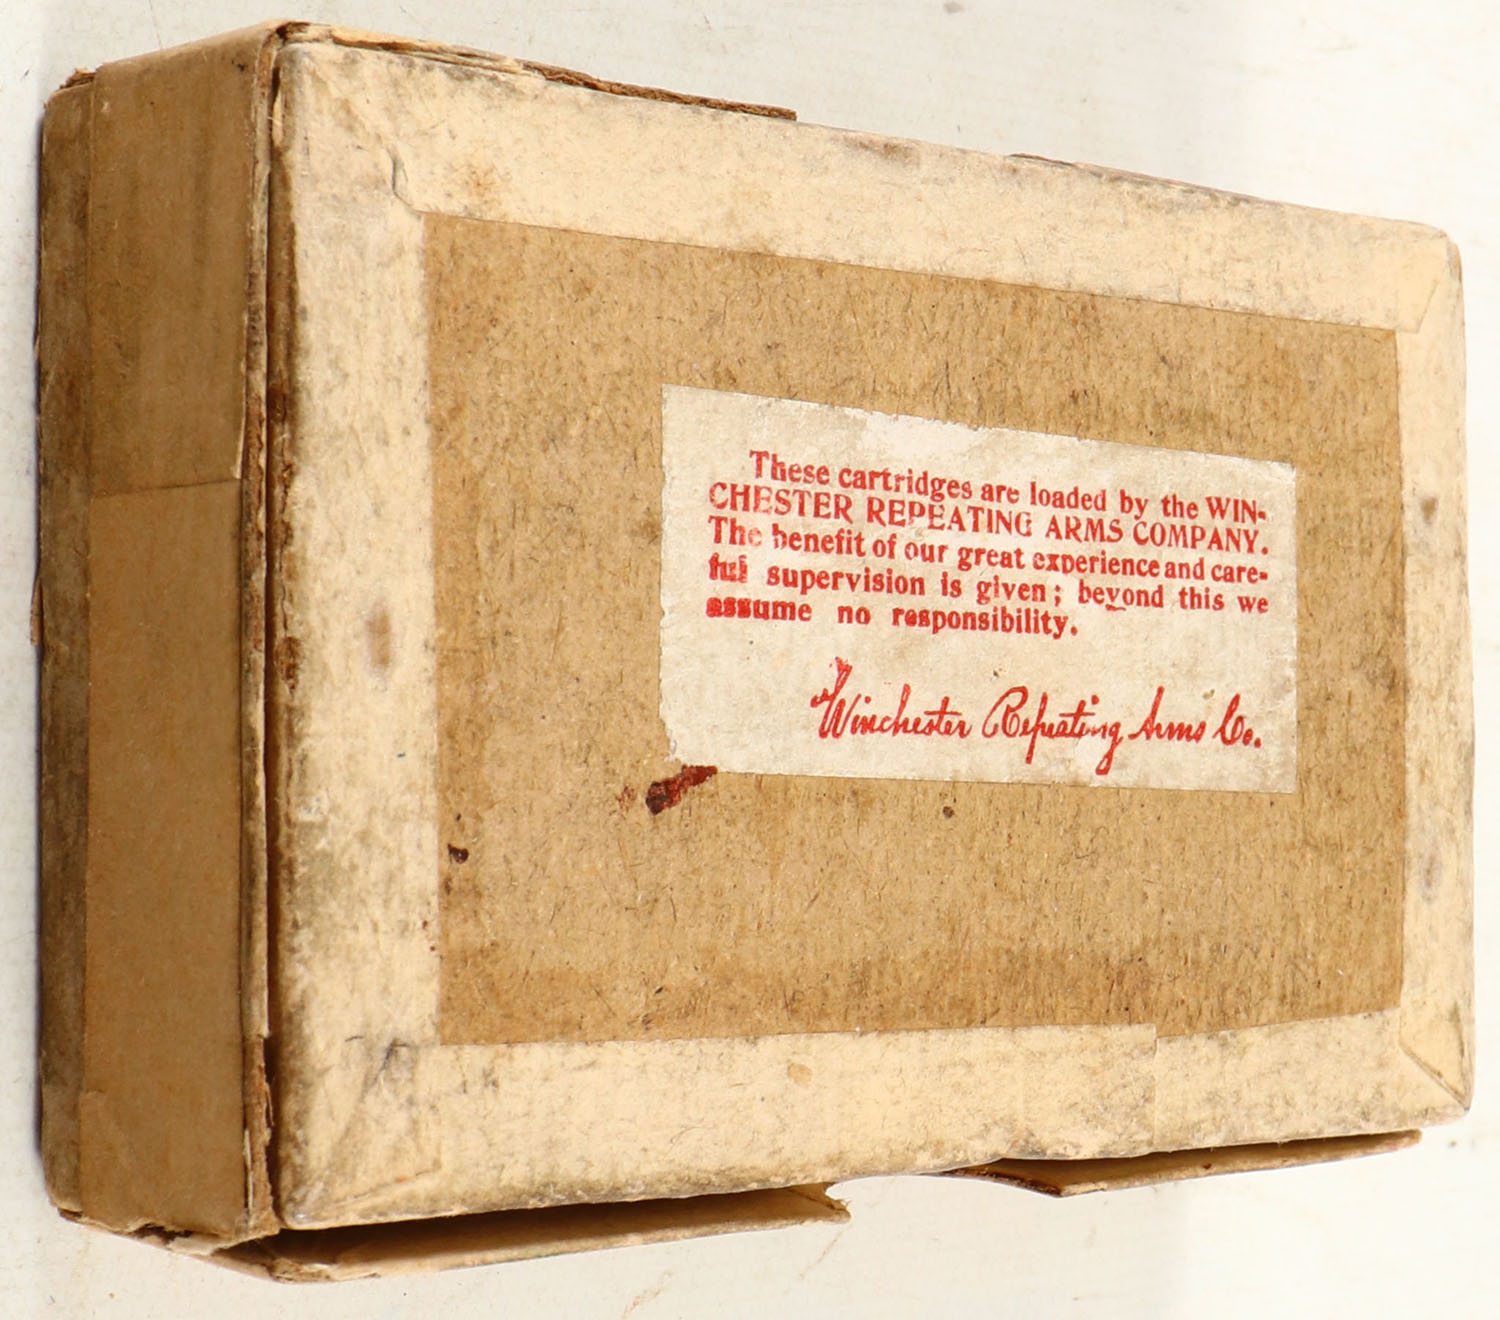 These cartridges are loaded by the WIN-
CHESTER REPEATING ARMS COMPANY.
The benefit of our great experience and care-
ful supervision is given; beyond this we
assume no responsibility.
Winchester Repeating Arms Co.